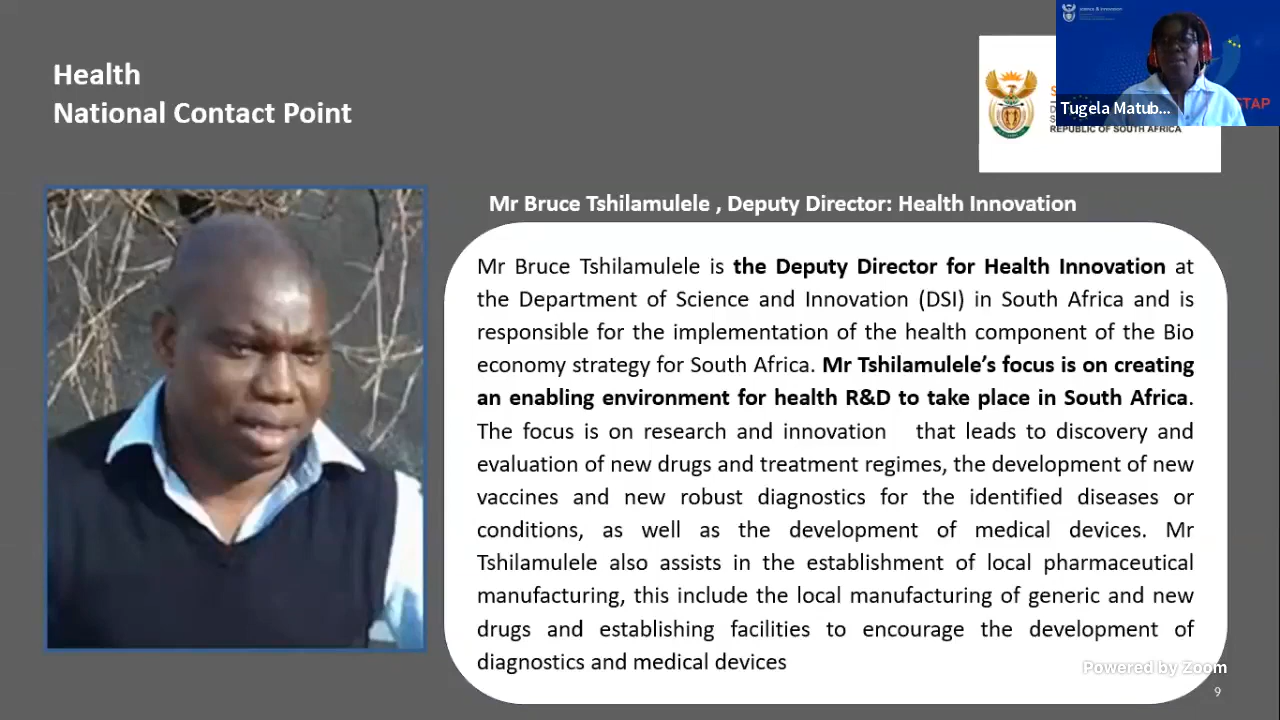 Health
National Contact Point
science & innovation
Tugela Matub...
TAP
REPUBLIC OF SOUTH AFRICA
Mr Bruce Tshilamulele , Deputy Director: Health Innovation
Mr Bruce Tshilamulele is the Deputy Director for Health Innovation at
the Department of Science and Innovation (DSI) in South Africa and is
responsible for the implementation of the health component of the Bio
economy strategy for South Africa. Mr Tshilamulele’s focus is on creating
an enabling environment for health R&D to take place in South Africa.
The focus is on research and innovation that leads to discovery and
evaluation of new drugs and treatment regimes, the development of new
vaccines and new robust diagnostics for the identified diseases or
conditions, as well as the development of medical devices. Mr
Tshilamulele also assists in the establishment of local pharmaceutical
manufacturing, this include the local manufacturing of generic and new
drugs and establishing facilities to encourage the development of
diagnostics and medical devices
Powered by Zoom
9